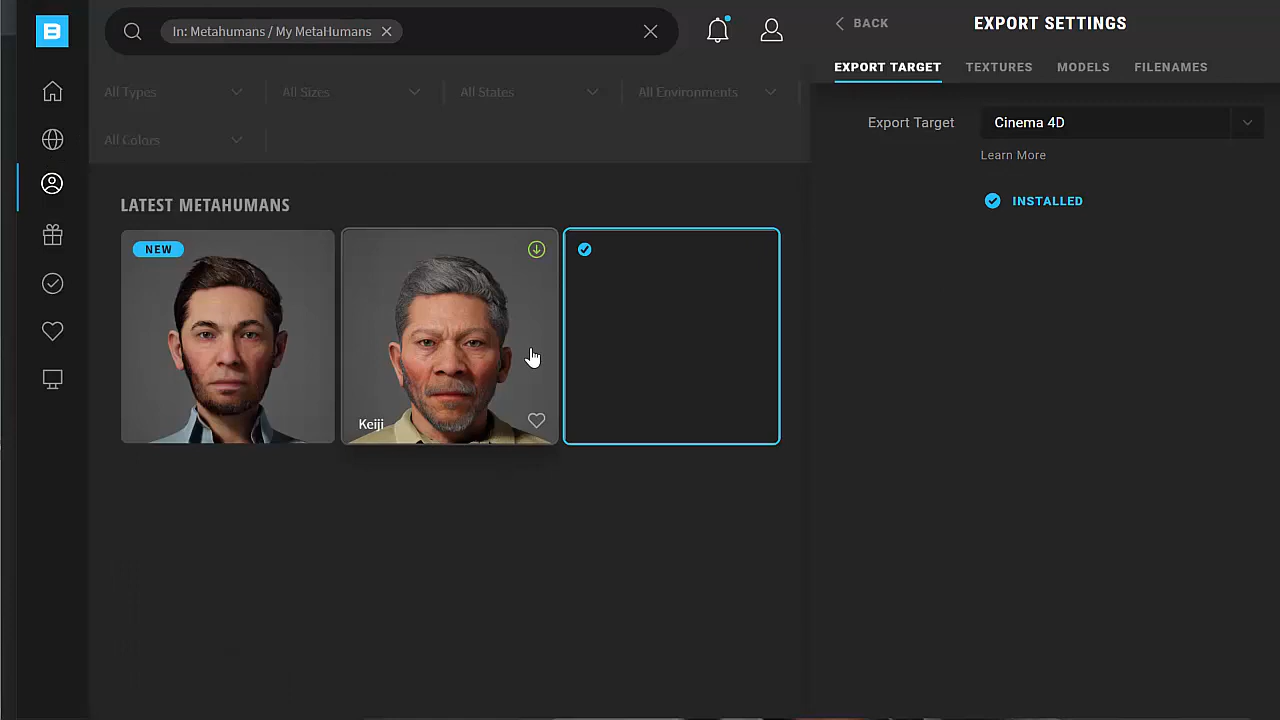 B
In: Metahumans / My MetaHumans
BACK
EXPORT SETTINGS
EXPORT TARGET
TEXTURES
MODELS
FILENAMES
All Types
All Sizes
All States
All Environments
All Colors
Export Target
Cinema 4D
Learn More
INSTALLED
LATEST METAHUMANS
NEW
Keiji